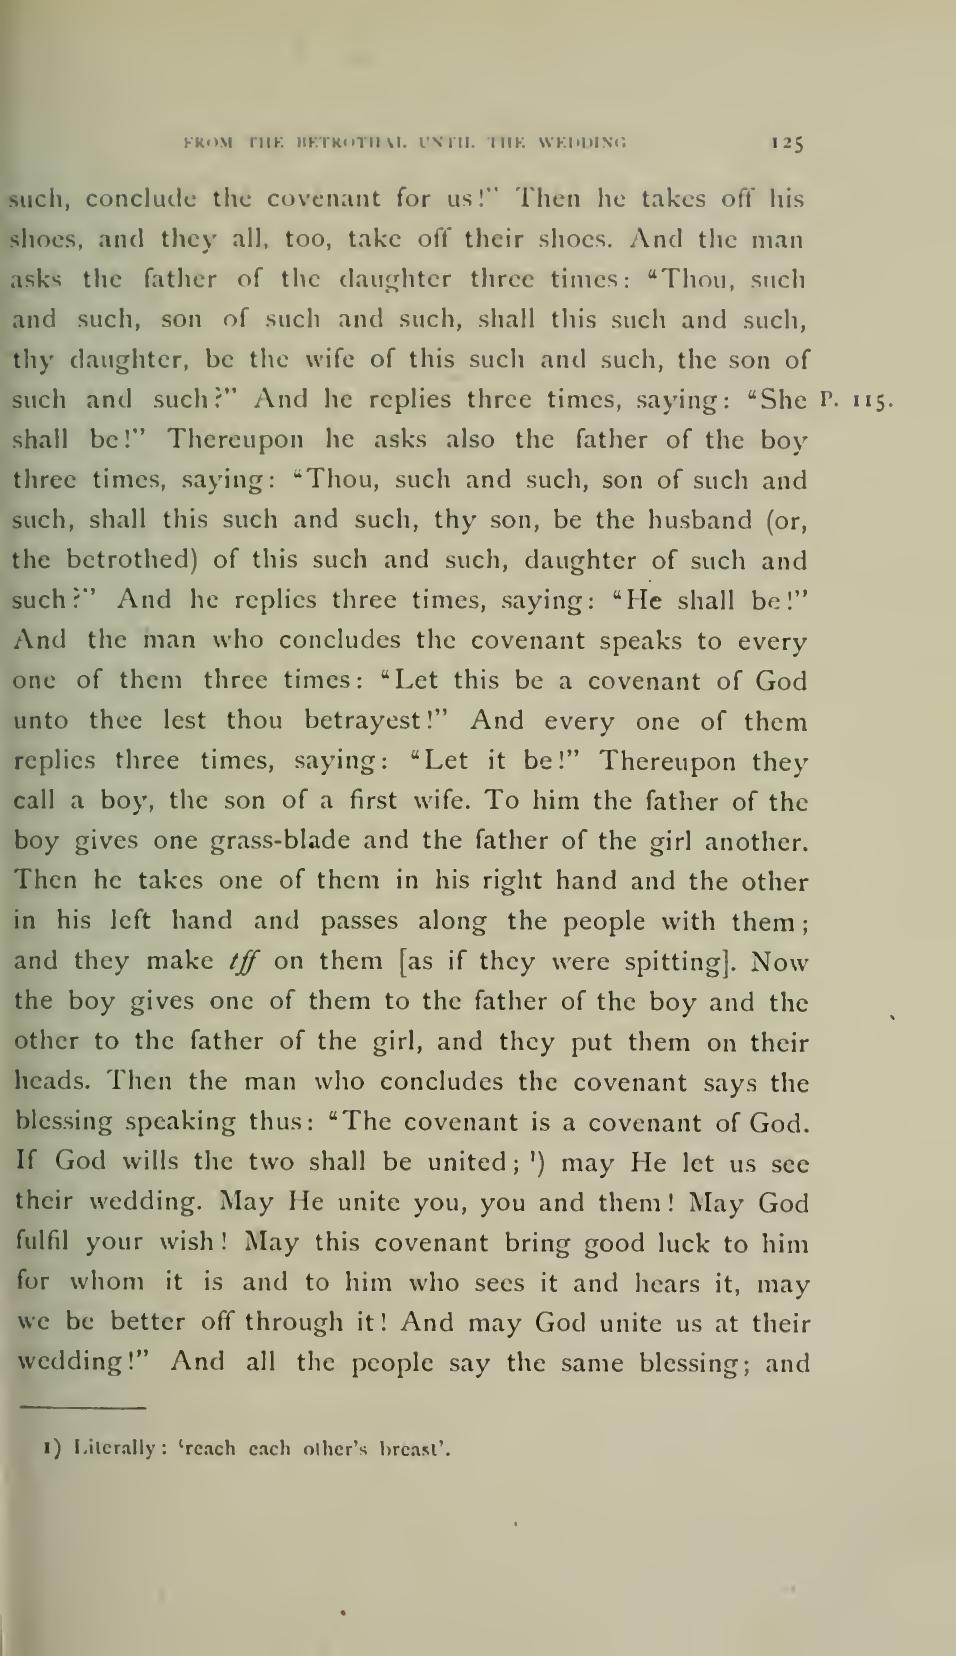 FROM THE BETROTHAL UNTIL THE WEDDING 125
such, conclude the covenant for us!" Then he takes off his
shoes, and they all, too, take off their shoes. And the man
asks the father of the daughter three times: "Thou, such
and such, son of such and such, shall this such and such,
thy daughter, be the wife of this such and such, the son of
such and such?" And he replies three times, saying: "She P. 115.
shall be!" Thereupon he asks also the father of the boy
three times, saying: "Thou, such and such, son of such and
such, shall this such and such, thy son, be the husband (or,
the betrothed) of this such and such, daughter of such and
such?" And he replies three times, saying: "He shall be!"
And the man who concludes the covenant speaks to every
one of them three times: "Let this be a covenant of God
unto thee lest thou betrayest!" And every one of them
replies three times, saying: "Let it be!" Thereupon they
call a boy, the son of a first wife. To him the father of the
boy gives one grass-blade and the father of the girl another.
Then he takes one of them in his right hand and the other
in his left hand and passes along the people with them;
and they make tff on them [as if they were spitting]. Now
the boy gives one of them to the father of the boy and the
other to the father of the girl, and they put them on their
heads. Then the man who concludes the covenant says the
blessing speaking thus: "The covenant is a covenant of God.
If God wills the two shall be united; ¹) may He let us see
their wedding. May He unite you, you and them! May God
fulfil your wish! May this covenant bring good luck to him
for whom it is and to him who sees it and hears it, may
we be better off through it! And may God unite us at their
wedding!" And all the people say the same blessing; and
1) Literally: 'reach each other's breast'.